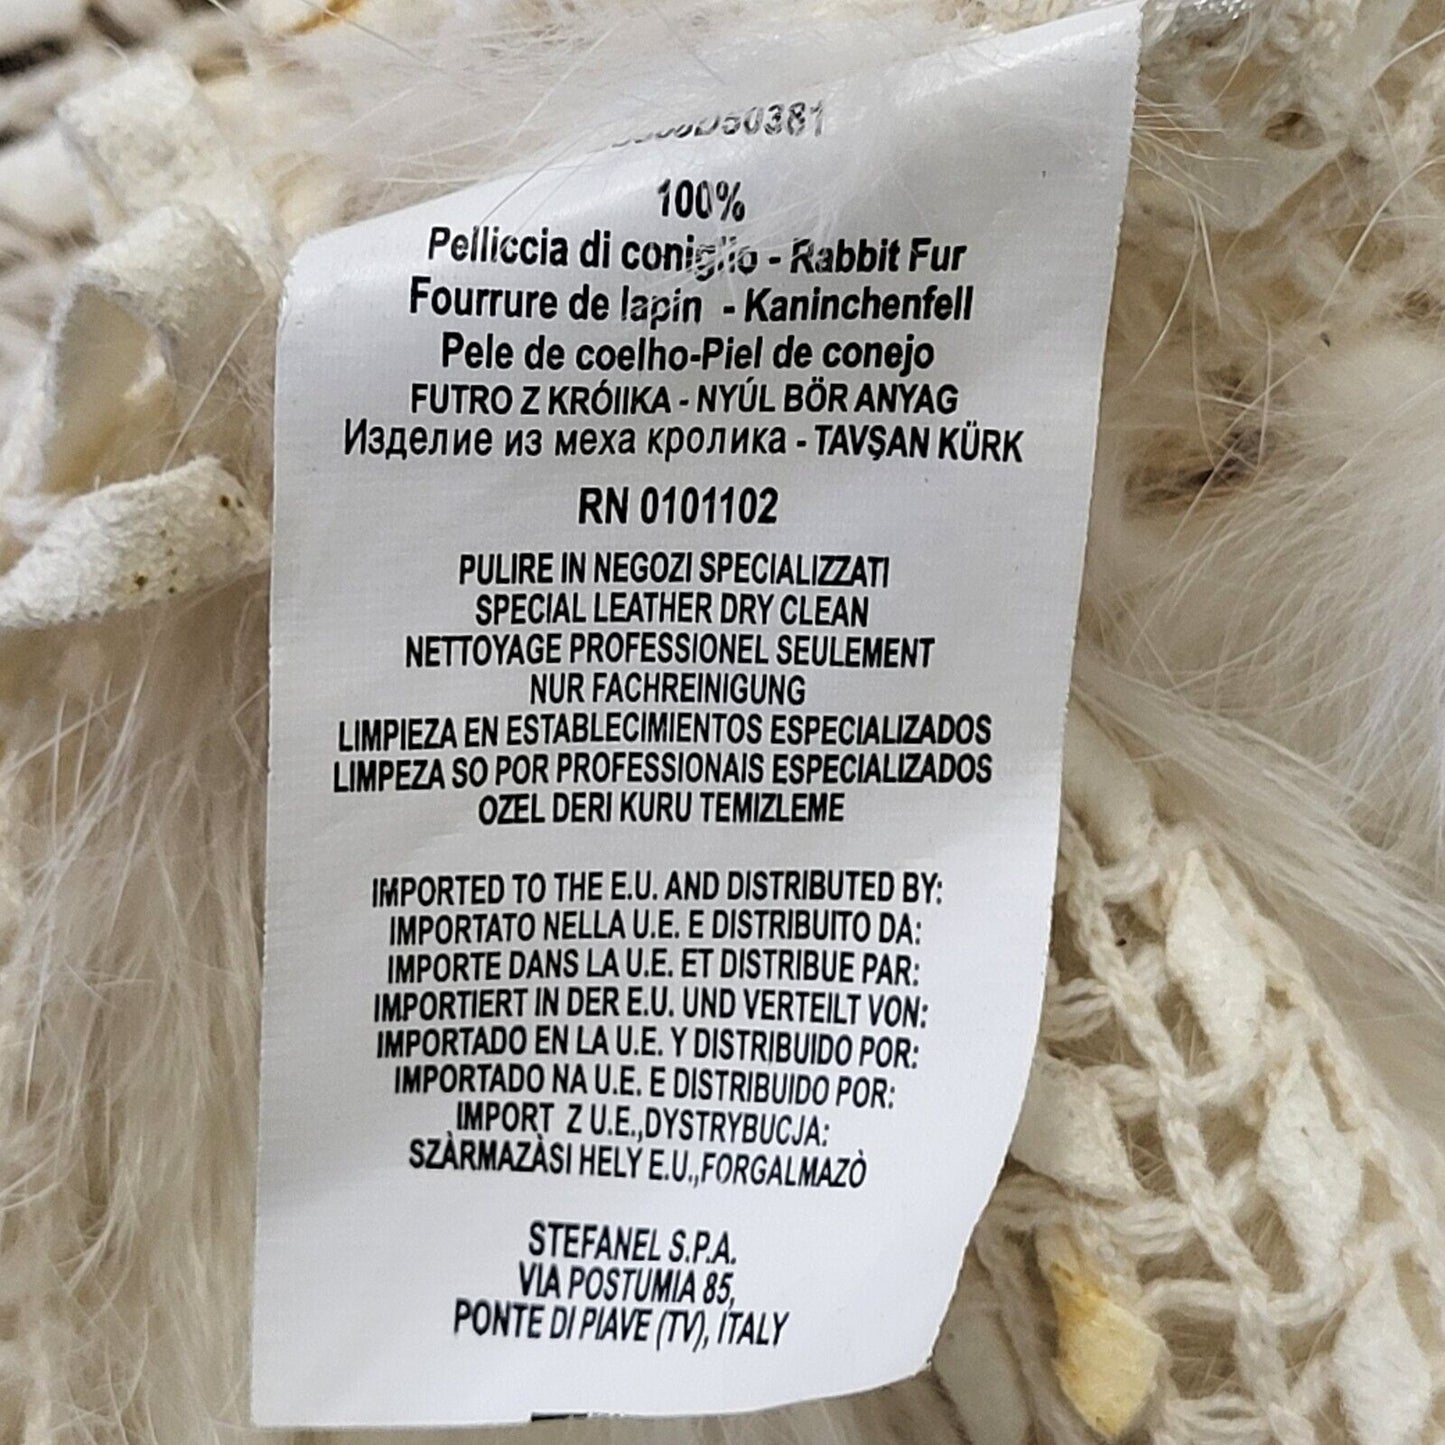 100%
Pelliccia di coniglio - Rabbit Fur
Fourrure de lapin - Kaninchenfell
Pele de coelho-Piel de conejo
FUTRO Z KRÓIIKA - NYÚL BÖR ANYAG
Изделие из меха кролика - TAVŞAN KÜRK
RN 0101102
PULIRE IN NEGOZI SPECIALIZZATI
SPECIAL LEATHER DRY CLEAN
NETTOYAGE PROFESSIONEL SEULEMENT
NUR FACHREINIGUNG
LIMPIEZA EN ESTABLECIMIENTOS ESPECIALIZADOS
LIMPEZA SO POR PROFESSIONAIS ESPECIALIZADOS
OZEL DERI KURU TEMIZLEME
IMPORTED TO THE E.U. AND DISTRIBUTED BY:
IMPORTATO NELLA U.E. E DISTRIBUITO DA:
IMPORTE DANS LA U.E. ET DISTRIBUE PAR:
IMPORTIERT IN DER E.U. UND VERTEILT VON:
IMPORTADO EN LA U.E. Y DISTRIBUIDO POR:
IMPORTADO NA U.E. E DISTRIBUIDO POR:
IMPORT Z U.E.,DYSTRYBUCJA:
SZÀRMAZÀSI HELY E.U.,FORGALMAZÒ
STEFANEL S.P.A.
VIA POSTUMIA 85,
PONTE DI PIAVE (TV), ITALY